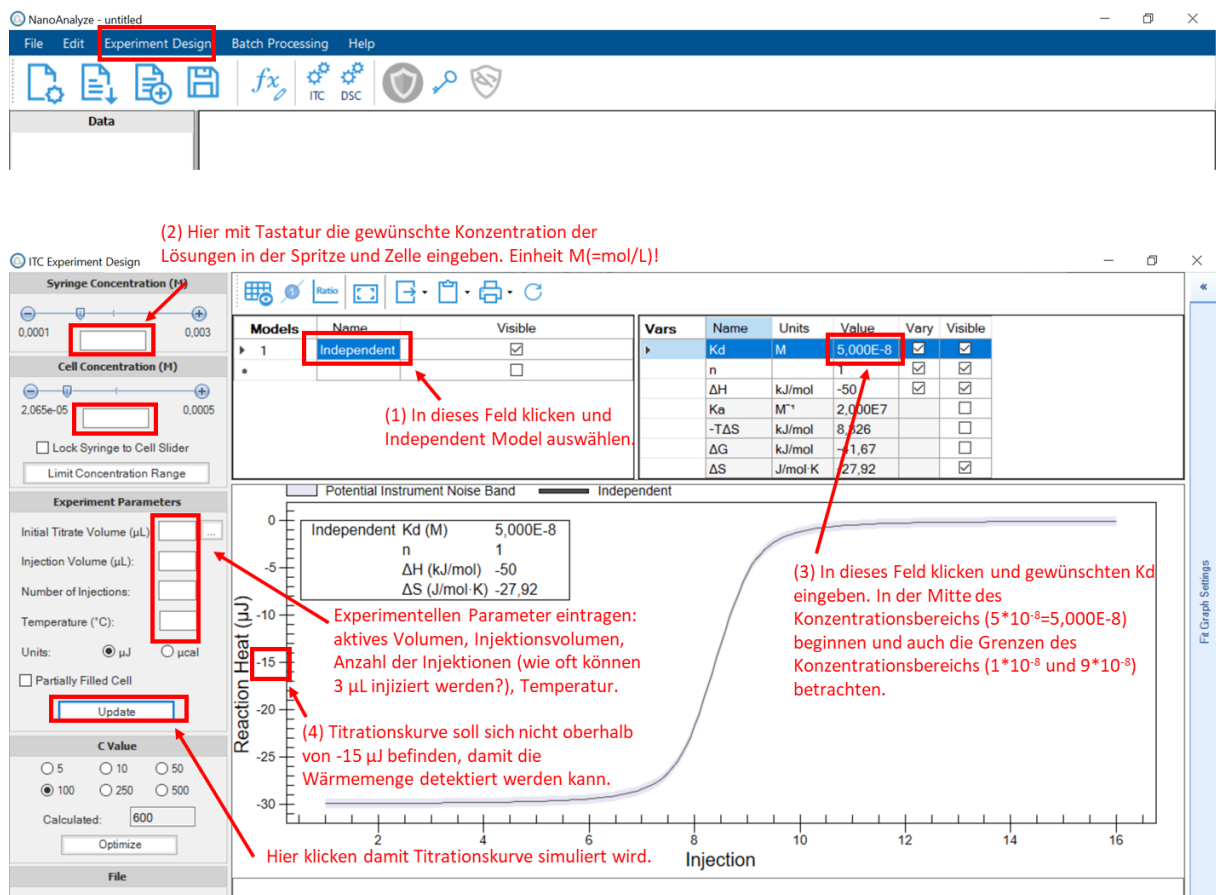 NanoAnalyze - untitled
File Edit Experiment Design Batch Processing Help
fx ITC DSC
Data
(2) Hier mit Tastatur die gewünschte Konzentration der
Lösungen in der Spritze und Zelle eingeben. Einheit M(=mol/L)!
ITC Experiment Design
Syringe Concentration (M)
0,0001 0,003
Cell Concentration (M)
2,065e-05 0,0005
Lock Syringe to Cell Slider
Limit Concentration Range
Experiment Parameters
Initial Titrate Volume (µL) ...
Injection Volume (µL):
Number of Injections:
Temperature (°C):
Units: µJ µcal
Partially Filled Cell
Update
C Value
5 10 50
100 250 500
Calculated: 600
Optimize
File
Ratio
Models Name Visible
1 Independent
Vars Name Units Value Vary Visible
Kd M 5,000E-8
n 1
ΔH kJ/mol -50
Ka M⁻¹ 2,000E7
-TΔS kJ/mol 8,326
ΔG kJ/mol -41,67
ΔS J/mol·K -27,92
(1) In dieses Feld klicken und
Independent Model auswählen.
Potential Instrument Noise Band Independent
Independent Kd (M) 5,000E-8
n 1
ΔH (kJ/mol) -50
ΔS (J/mol·K) -27,92
Experimentellen Parameter eintragen:
aktives Volumen, Injektionsvolumen,
Anzahl der Injektionen (wie oft können
3 µL injiziert werden?), Temperatur.
(3) In dieses Feld klicken und gewünschten Kd
eingeben. In der Mitte des
Konzentrationsbereichs (5*10⁻⁸=5,000E-8)
beginnen und auch die Grenzen des
Konzentrationsbereichs (1*10⁻⁸ und 9*10⁻⁸)
betrachten.
(4) Titrationskurve soll sich nicht oberhalb
von -15 µJ befinden, damit die
Wärmemenge detektiert werden kann.
Hier klicken damit Titrationskurve simuliert wird.
Reaction Heat (µJ)
0
-5
-10
-15
-20
-25
-30
2 4 6 8 10 12 14 16
Injection
«
Fit Graph Settings